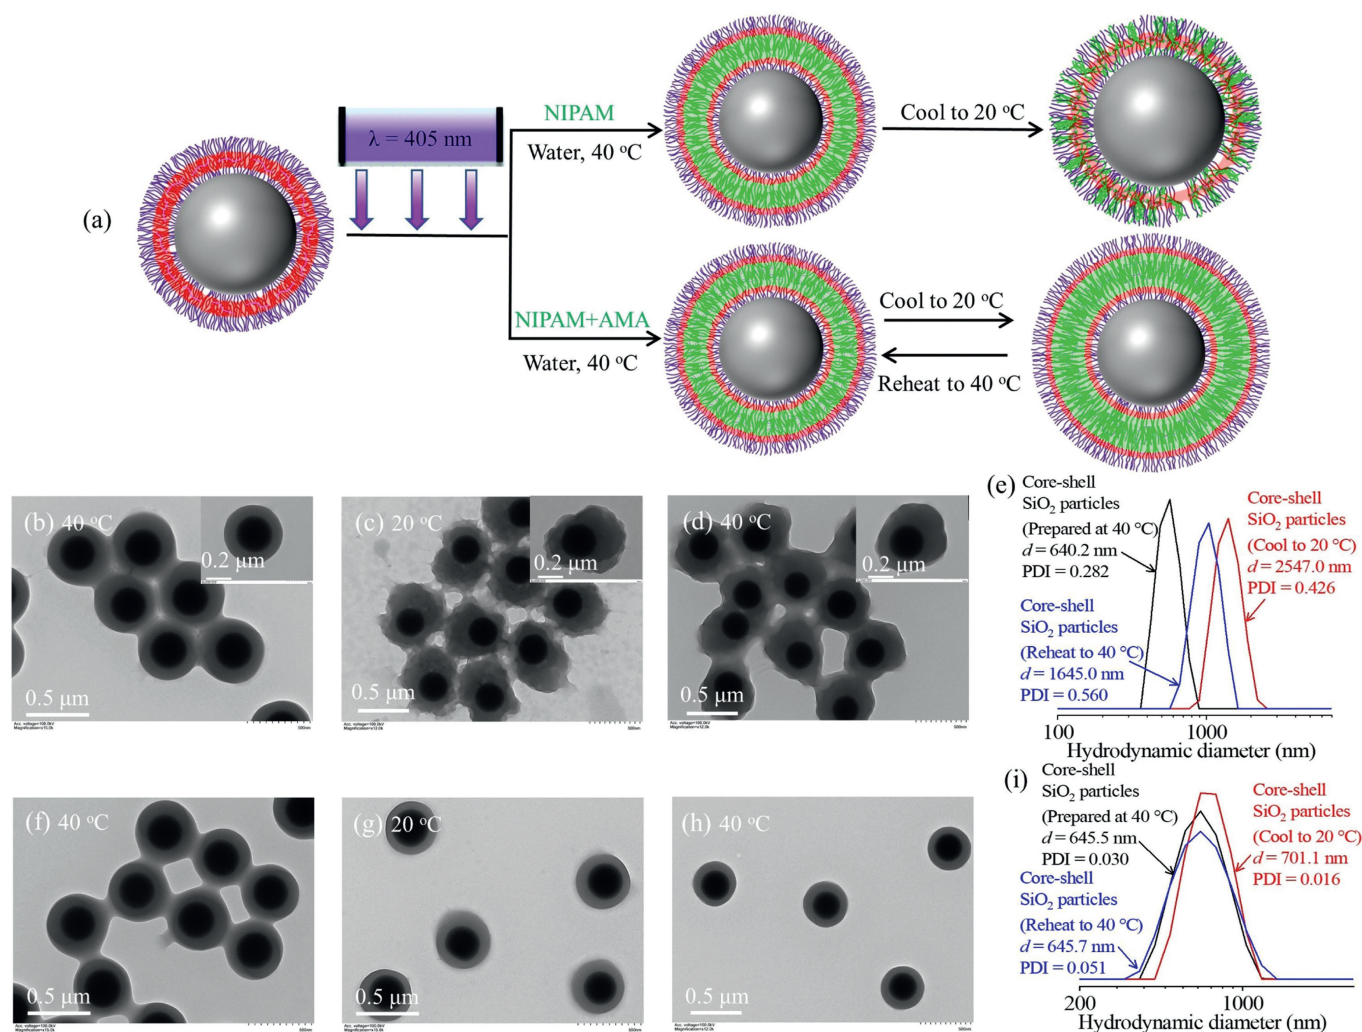 (a)
λ = 405 nm
NIPAM
Water, 40 °C
Cool to 20 °C
NIPAM+AMA
Water, 40 °C
Cool to 20 °C
Reheat to 40 °C
(b) 40 °C
0.2 μm
0.5 μm
(c) 20 °C
0.2 μm
0.5 μm
(d) 40 °C
0.2 μm
0.5 μm
(e)
Core-shell
SiO₂ particles
(Prepared at 40 °C)
d = 640.2 nm
PDI = 0.282
Core-shell
SiO₂ particles
(Cool to 20 °C)
d = 2547.0 nm
PDI = 0.426
Core-shell
SiO₂ particles
(Reheat to 40 °C)
d = 1645.0 nm
PDI = 0.560
100
1000
Hydrodynamic diameter (nm)
(f) 40 °C
0.5 μm
(g) 20 °C
0.5 μm
(h) 40 °C
0.5 μm
(i)
Core-shell
SiO₂ particles
(Prepared at 40 °C)
d = 645.5 nm
PDI = 0.030
Core-shell
SiO₂ particles
(Cool to 20 °C)
d = 701.1 nm
PDI = 0.016
Core-shell
SiO₂ particles
(Reheat to 40 °C)
d = 645.7 nm
PDI = 0.051
200
1000
Hydrodynamic diameter (nm)